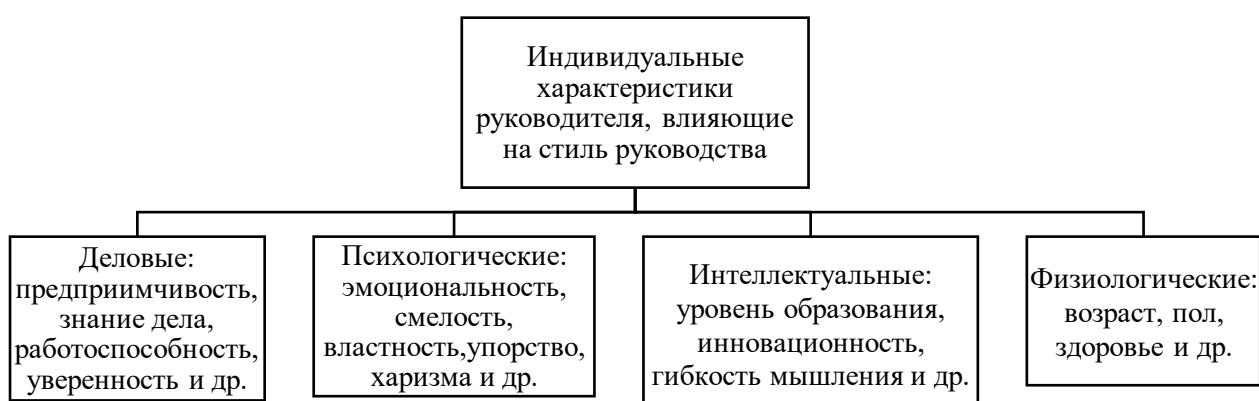 Индивидуальные
характеристики
руководителя, влияющие
на стиль руководства
Деловые:
предприимчивость,
знание дела,
работоспособность,
уверенность и др.
Психологические:
эмоциональность,
смелость,
властность,упорство,
харизма и др.
Интеллектуальные:
уровень образования,
инновационность,
гибкость мышления и др.
Физиологические:
возраст, пол,
здоровье и др.